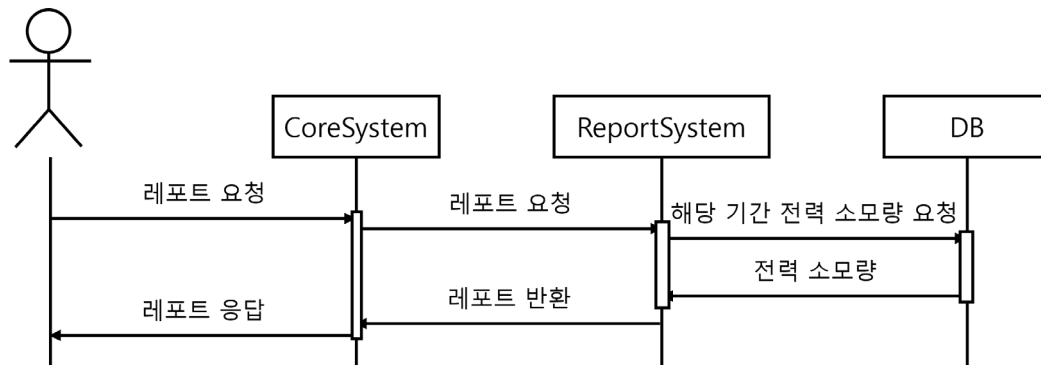 CoreSystem
ReportSystem
DB
레포트 요청
레포트 요청
해당 기간 전력 소모량 요청
전력 소모량
레포트 반환
레포트 응답